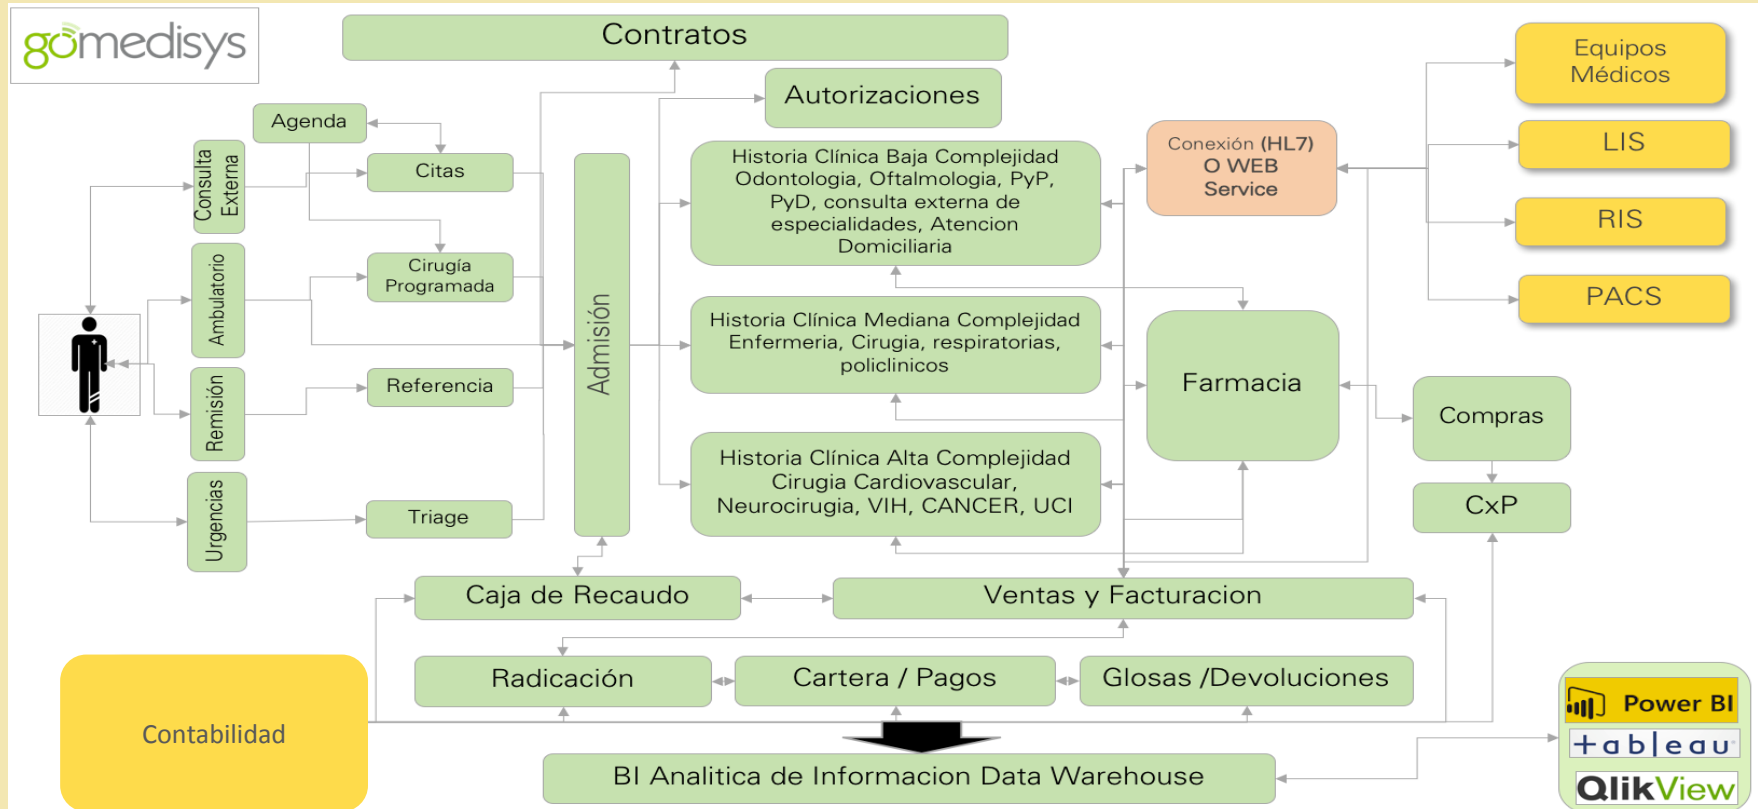 gomedisys
Contratos
Equipos
Médicos
Autorizaciones
Agenda
Consulta
Externa
Citas
Historia Clínica Baja Complejidad
Odontologia, Oftalmologia, PyP,
PyD, consulta externa de
especialidades, Atencion
Domiciliaria
Conexión (HL7)
O WEB
Service
LIS
RIS
Ambulatorio
Cirugía
Programada
Admisión
PACS
Historia Clínica Mediana Complejidad
Enfermeria, Cirugia, respiratorias,
policlinicos
Farmacia
Remisión
Referencia
Compras
Historia Clínica Alta Complejidad
Cirugia Cardiovascular,
Neurocirugia, VIH, CANCER, UCI
CxP
Urgencias
Triage
Caja de Recaudo
Ventas y Facturacion
Radicación
Cartera / Pagos
Glosas /Devoluciones
Contabilidad
Power BI
+ableau
QlikView
BI Analitica de Informacion Data Warehouse